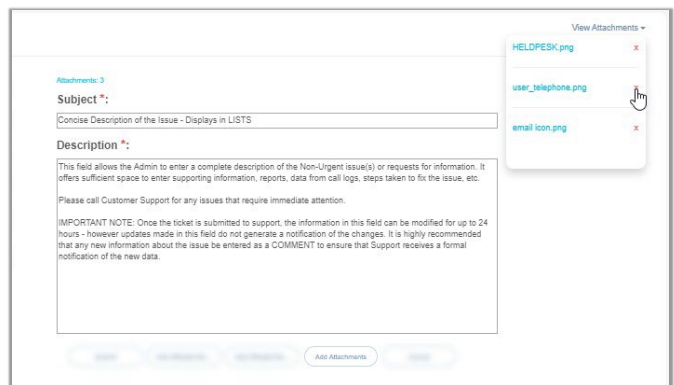 View Attachments
HELDPESK.png x
Attachments: 3
user_telephone.png x
Subject *:
Concise Description of the Issue - Displays in LISTS
email icon.png x
Description *:
This field allows the Admin to enter a complete description of the Non-Urgent issue(s) or requests for information. It
offers sufficient space to enter supporting information, reports, data from call logs, steps taken to fix the issue, etc.
Please call Customer Support for any issues that require immediate attention.
IMPORTANT NOTE: Once the ticket is submitted to support, the information in this field can be modified for up to 24
hours - however updates made in this field do not generate a notification of the changes. It is highly recommended
that any new information about the issue be entered as a COMMENT to ensure that Support receives a formal
notification of the new data.
Add Attachments